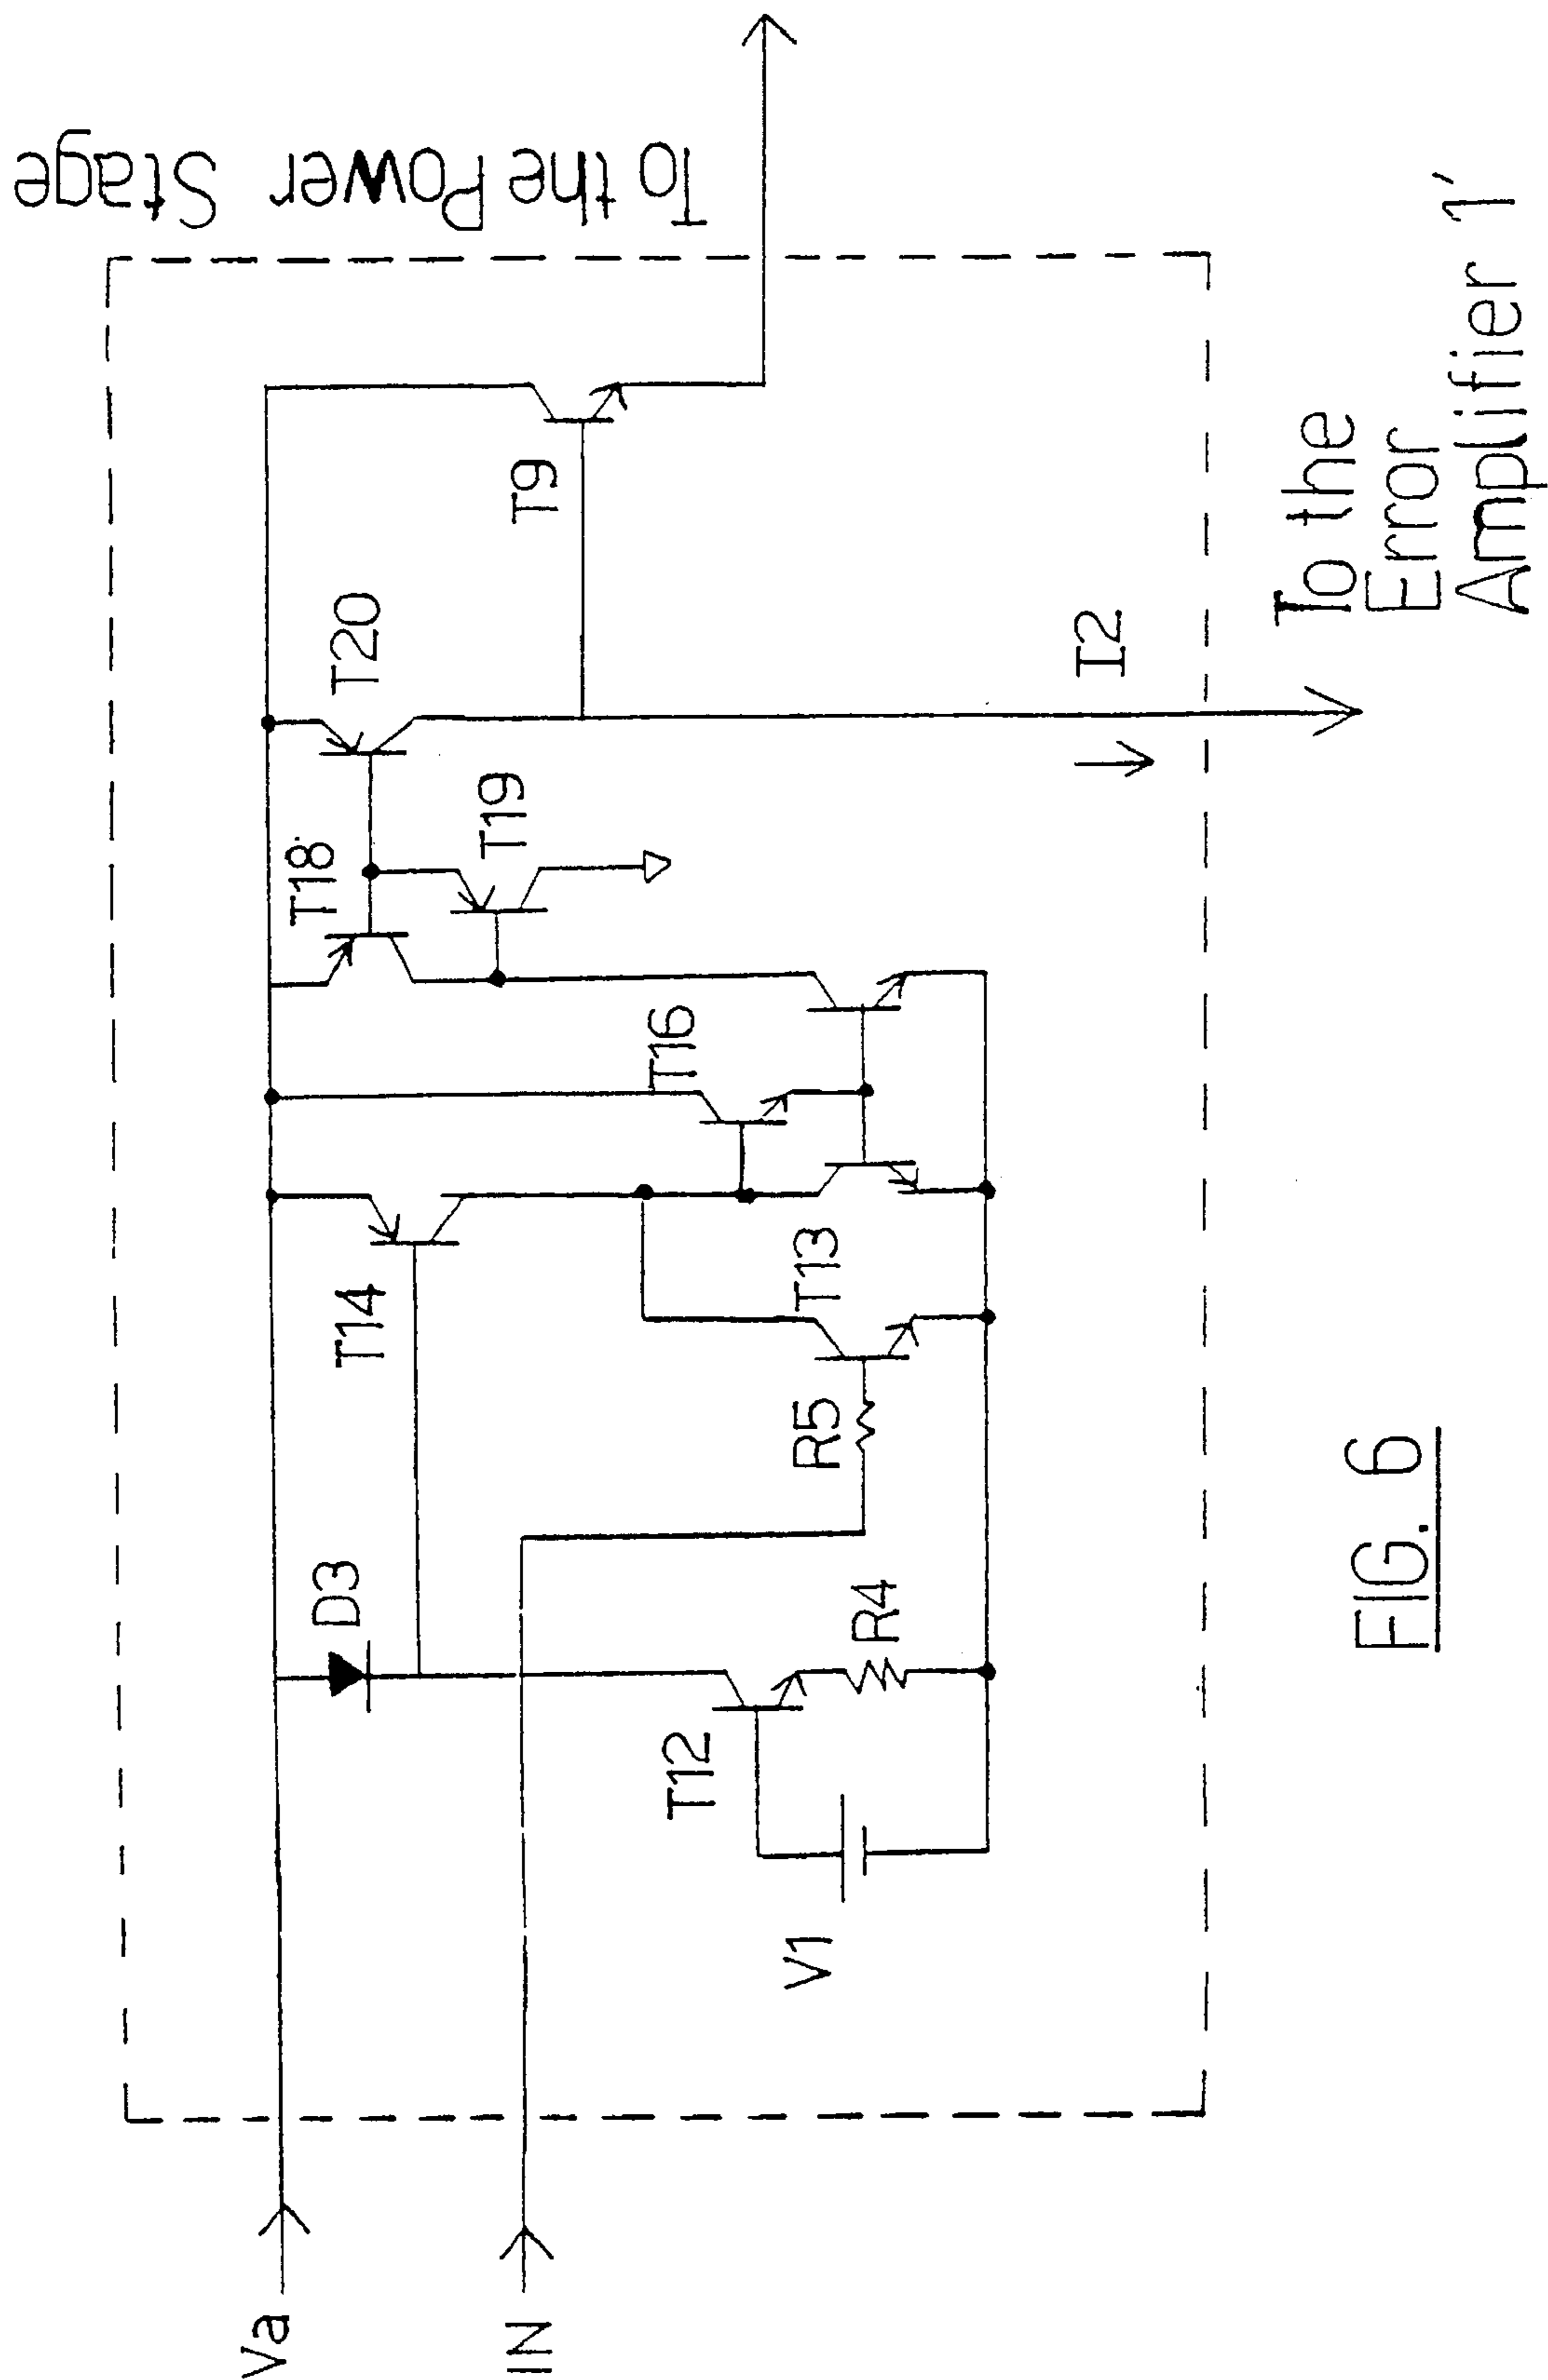 To the Power
Stage
Va
IN
D3
T14
T18
T20
T9
T19
T16
T12
R4
R5
T13
V1
I2
To the
Error
Amplifier 1'
FIG. 6